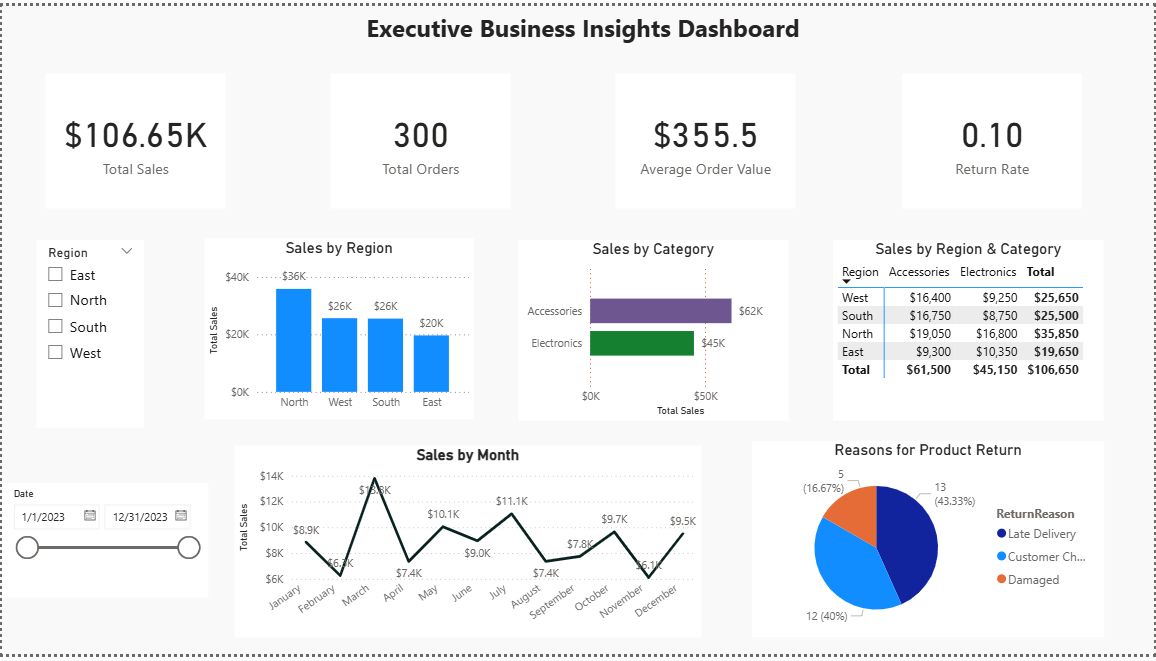 Executive Business Insights Dashboard
$106.65K
Total Sales
300
Total Orders
$355.5
Average Order Value
0.10
Return Rate
Region
East
North
South
West
Sales by Region
Total Sales
$40K
$20K
$0K
$36K
$26K
$26K
$20K
North West South East
Sales by Category
Accessories
$62K
Electronics
$45K
$0K $50K
Total Sales
Sales by Region & Category
Region Accessories Electronics Total
West $16,400 $9,250 $25,650
South $16,750 $8,750 $25,500
North $19,050 $16,800 $35,850
East $9,300 $10,350 $19,650
Total $61,500 $45,150 $106,650
Date
1/1/2023 12/31/2023
Sales by Month
Total Sales
$14K
$12K
$10K
$8K
$6K
$8.9K
$13.8K
$7.4K
$10.1K
$9.0K
$11.1K
$7.4K
$7.8K
$9.7K
$6.1K
$9.5K
January
February
March
April
May
June
July
August
September
October
November
December
Reasons for Product Return
5
(16.67%)
13
(43.33%)
12 (40%)
ReturnReason
Late Delivery
Customer Ch...
Damaged